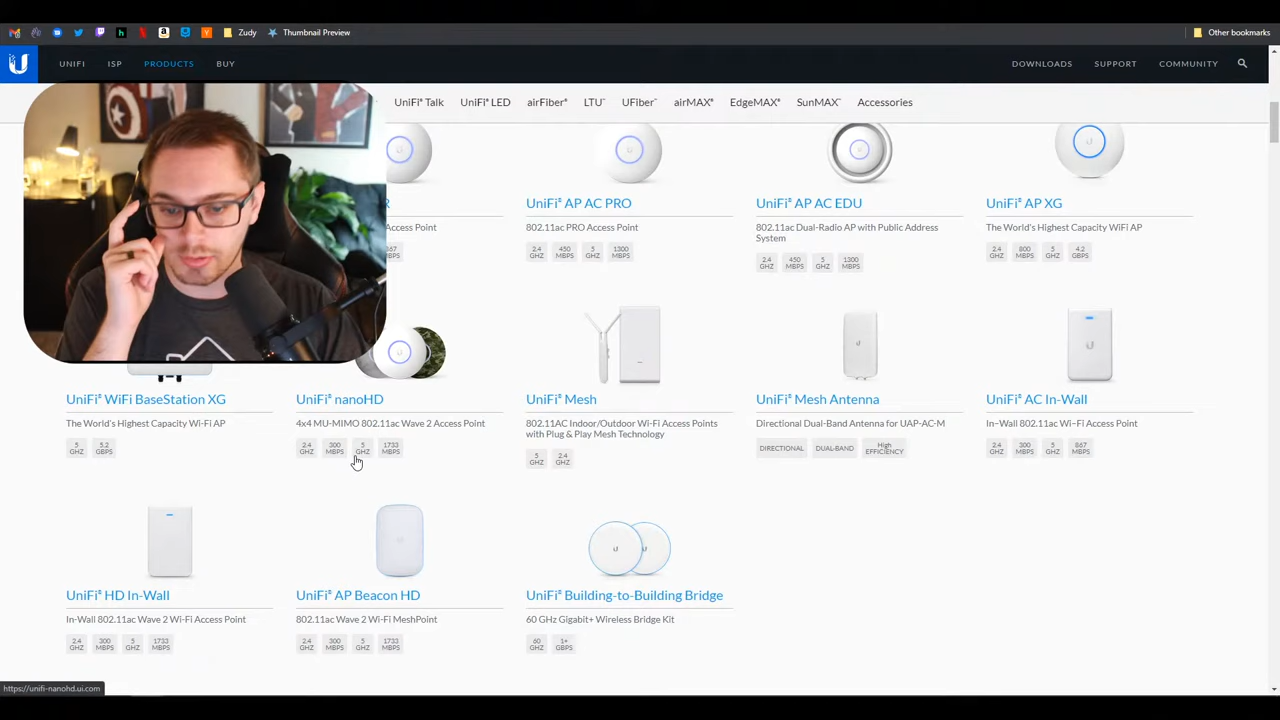 Zudy
Thumbnail Preview
Other bookmarks
UNIFI
ISP
PRODUCTS
BUY
DOWNLOADS
SUPPORT
COMMUNITY
UniFi® Talk
UniFi® LED
airFiber®
LTU™
UFiber™
airMAX®
EdgeMAX®
SunMAX™
Accessories
R
Access Point
867 MBPS
UniFi® AP AC PRO
802.11ac PRO Access Point
2.4 GHZ
450 MBPS
5 GHZ
1300 MBPS
UniFi® AP AC EDU
802.11ac Dual-Radio AP with Public Address
System
2.4 GHZ
450 MBPS
5 GHZ
1300 MBPS
UniFi® AP XG
The World's Highest Capacity WiFi AP
2.4 GHZ
800 MBPS
5 GHZ
4.2 GBPS
UniFi® WiFi BaseStation XG
The World's Highest Capacity Wi-Fi AP
5 GHZ
5.2 GBPS
UniFi® nanoHD
4x4 MU-MIMO 802.11ac Wave 2 Access Point
2.4 GHZ
300 MBPS
5 GHZ
1733 MBPS
UniFi® Mesh
802.11AC Indoor/Outdoor Wi-Fi Access Points
with Plug & Play Mesh Technology
5 GHZ
2.4 GHZ
UniFi® Mesh Antenna
Directional Dual-Band Antenna for UAP-AC-M
DIRECTIONAL
DUAL-BAND
High EFFICIENCY
UniFi® AC In-Wall
In–Wall 802.11ac Wi–Fi Access Point
2.4 GHZ
300 MBPS
5 GHZ
867 MBPS
UniFi® HD In-Wall
In-Wall 802.11ac Wave 2 Wi-Fi Access Point
2.4 GHZ
300 MBPS
5 GHZ
1733 MBPS
UniFi® AP Beacon HD
802.11ac Wave 2 Wi-Fi MeshPoint
2.4 GHZ
300 MBPS
5 GHZ
1733 MBPS
UniFi® Building-to-Building Bridge
60 GHz Gigabit+ Wireless Bridge Kit
60 GHZ
1+ GBPS
https://unifi-nanohd.ui.com